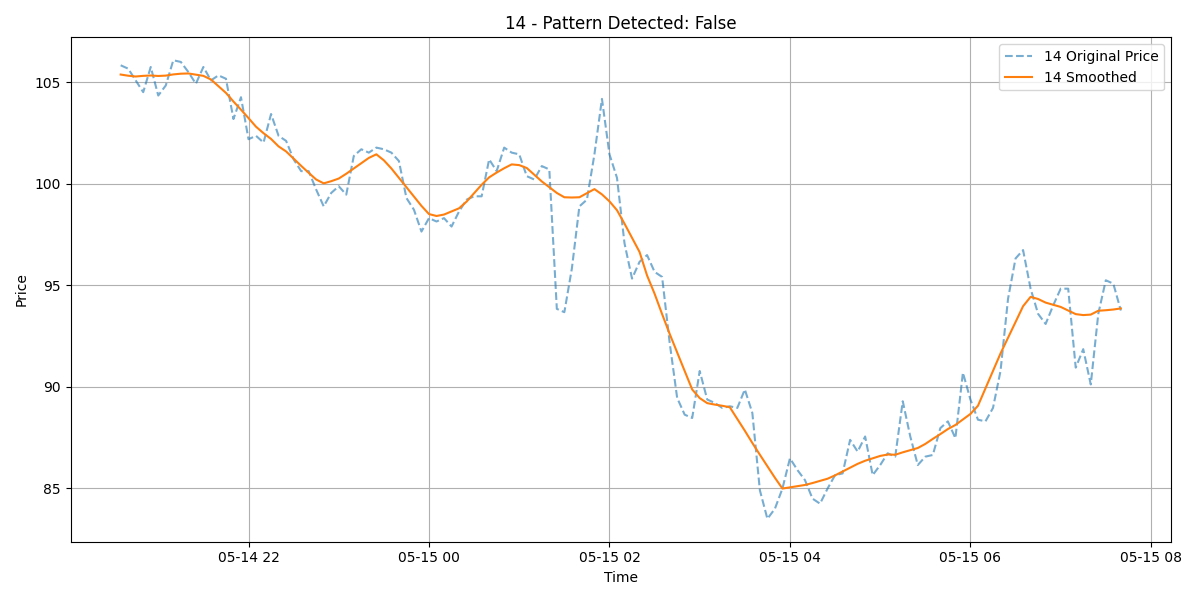 14 - Pattern Detected: False
14 Original Price
14 Smoothed
Price
105
100
95
90
85
05-14 22
05-15 00
05-15 02
05-15 04
05-15 06
05-15 08
Time